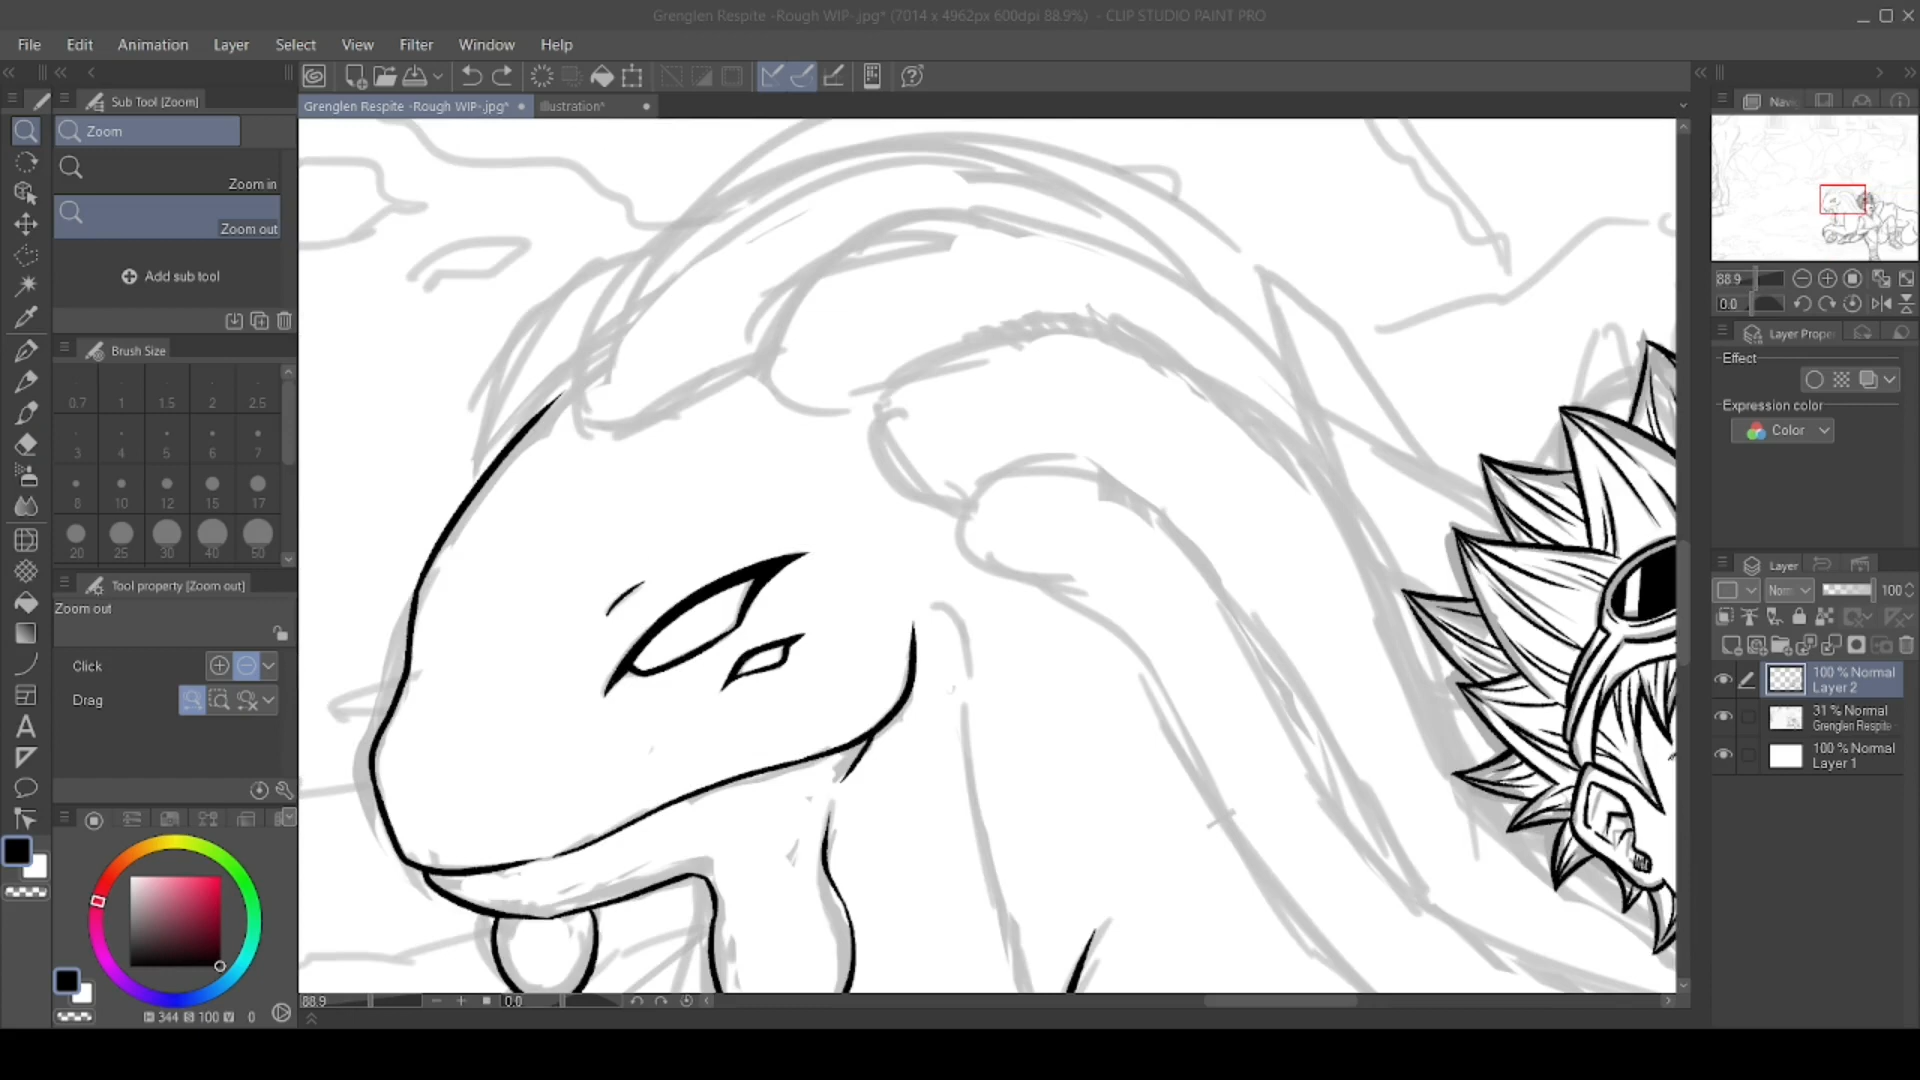 Grenglen Respite -Rough WIP-.jpg* (7014 x 4962px 600dpi 88.9%) - CLIP STUDIO PAINT PRO
File Edit Animation Layer Select View Filter Window Help
Sub Tool [Zoom]
Grenglen Respite -Rough WIP-.jpg*
Illustration*
Zoom
Zoom in
Zoom out
Add sub tool
Brush Size
0.7 1 1.5 2 2.5
3 4 5 6 7
8 10 12 15 17
20 25 30 40 50
Tool property [Zoom out]
Zoom out
Click
Drag
344 S 100 V 0
88.9
0.0
88.9
0.0
Layer Prope
Effect
Expression color
Color
Layer
Norm
100
100 % Normal
Layer 2
31 % Normal
Grenglen Respite
100 % Normal
Layer 1